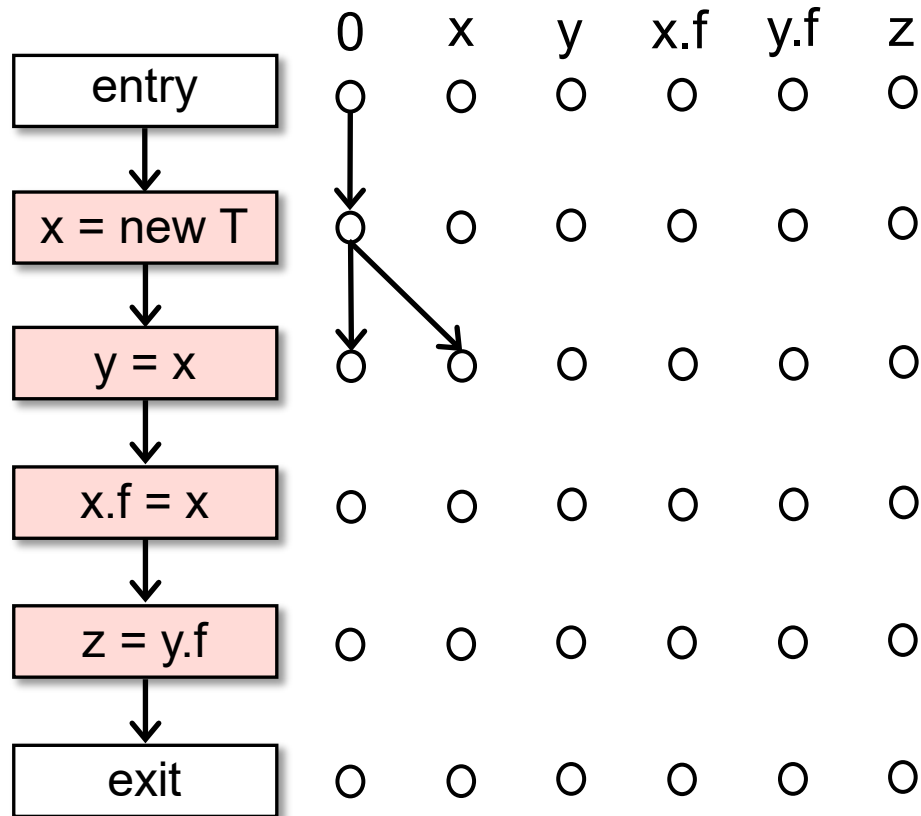 0 x y x.f y.f z
entry
x = new T
y = x
x.f = x
z = y.f
exit